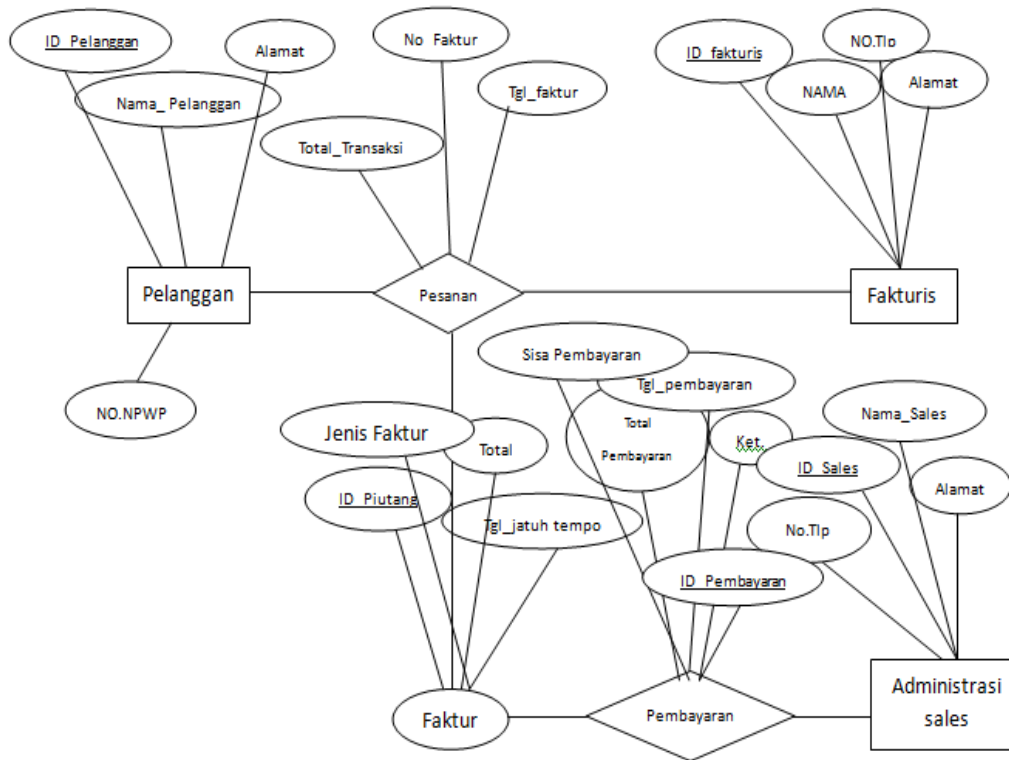 ID_Pelanggan
Alamat
No_Faktur
ID_fakturis
NO.Tlp
Nama_ Pelanggan
Tgl_faktur
NAMA
Alamat
Total_Transaksi
Pelanggan
Pesanan
Fakturis
Sisa Pembayaran
Tgl_pembayaran
NO.NPWP
Jenis Faktur
Total
Total
Pembayaran
Ket.
Nama_Sales
ID_Sales
Alamat
ID_Piutang
Tgl_jatuh tempo
No.Tlp
ID_Pembayaran
Faktur
Pembayaran
Administrasi
sales